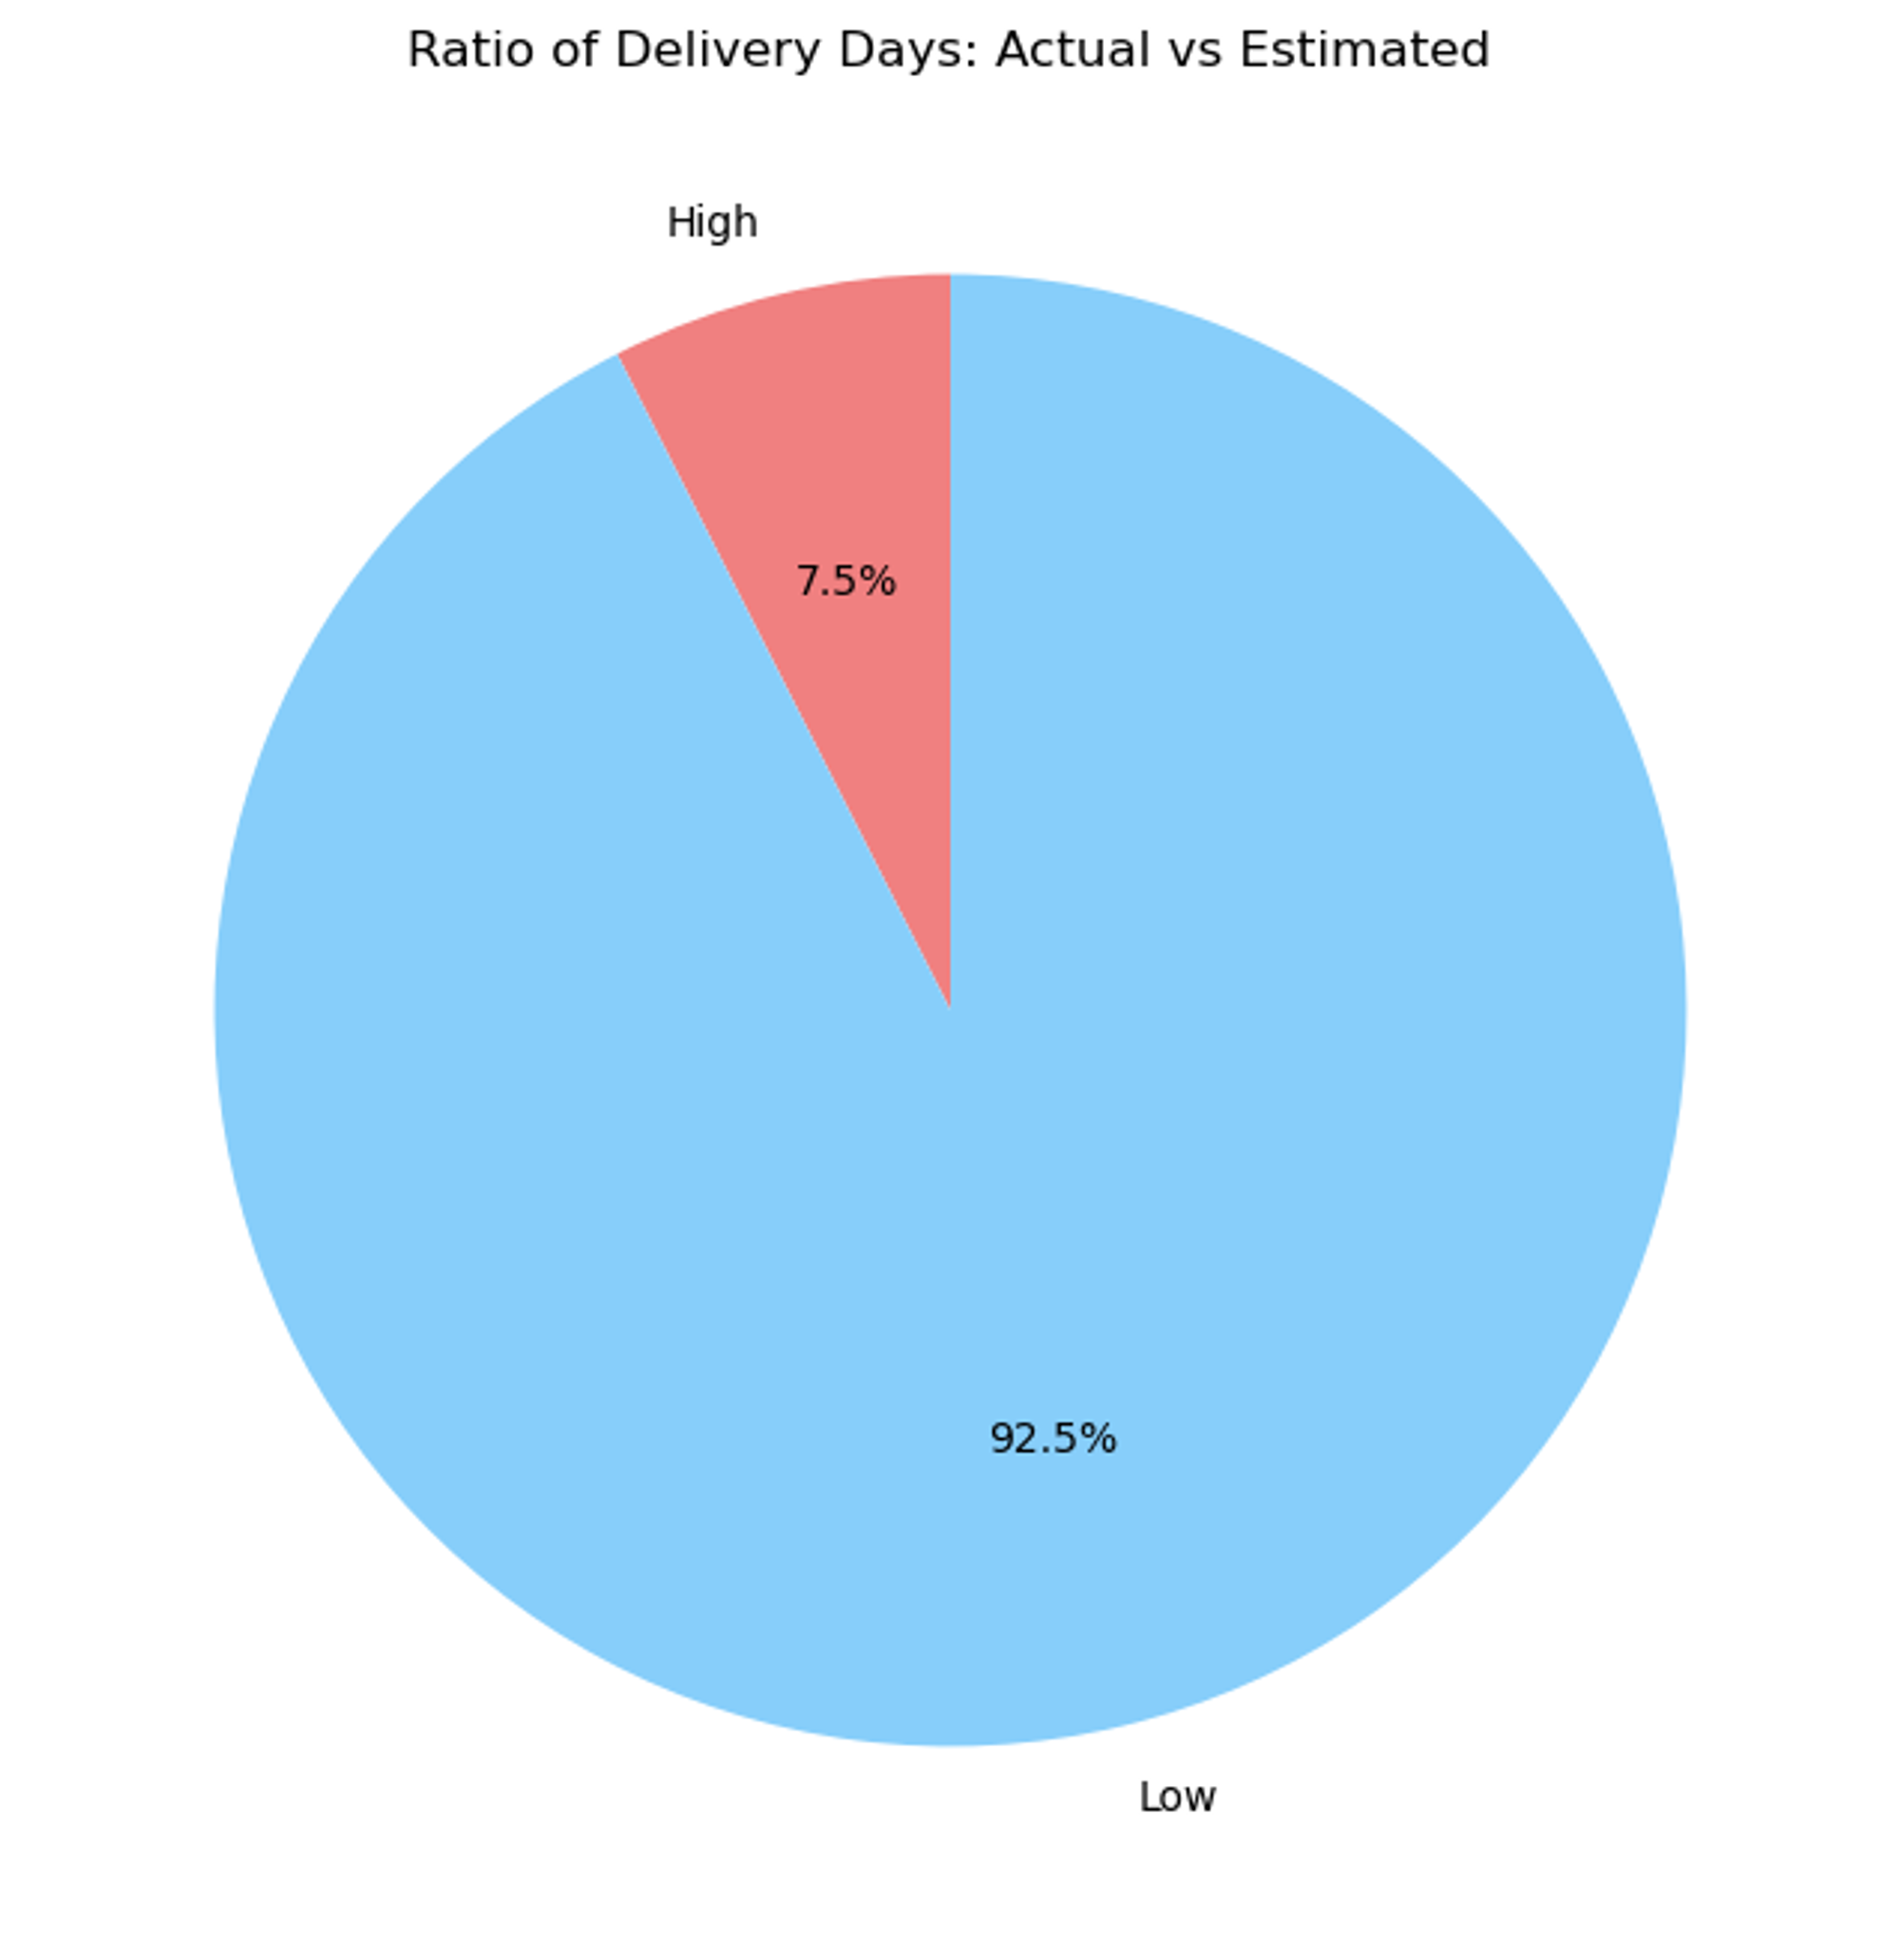 Ratio of Delivery Days: Actual vs Estimated
High
7.5%
92.5%
Low